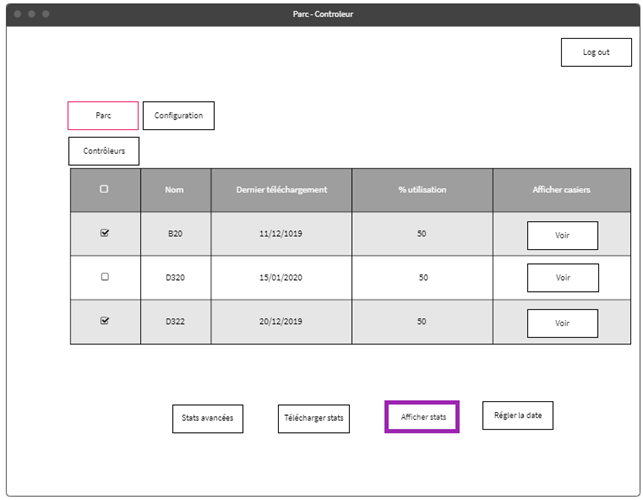 Parc - Controleur
Log out
Parc Configuration
Contrôleurs
Nom Dernier téléchargement % utilisation Afficher casiers
B20 11/12/1019 50 Voir
D320 15/01/2020 50 Voir
D322 20/12/2019 50 Voir
Stats avancées Télécharger stats Afficher stats Régler la date